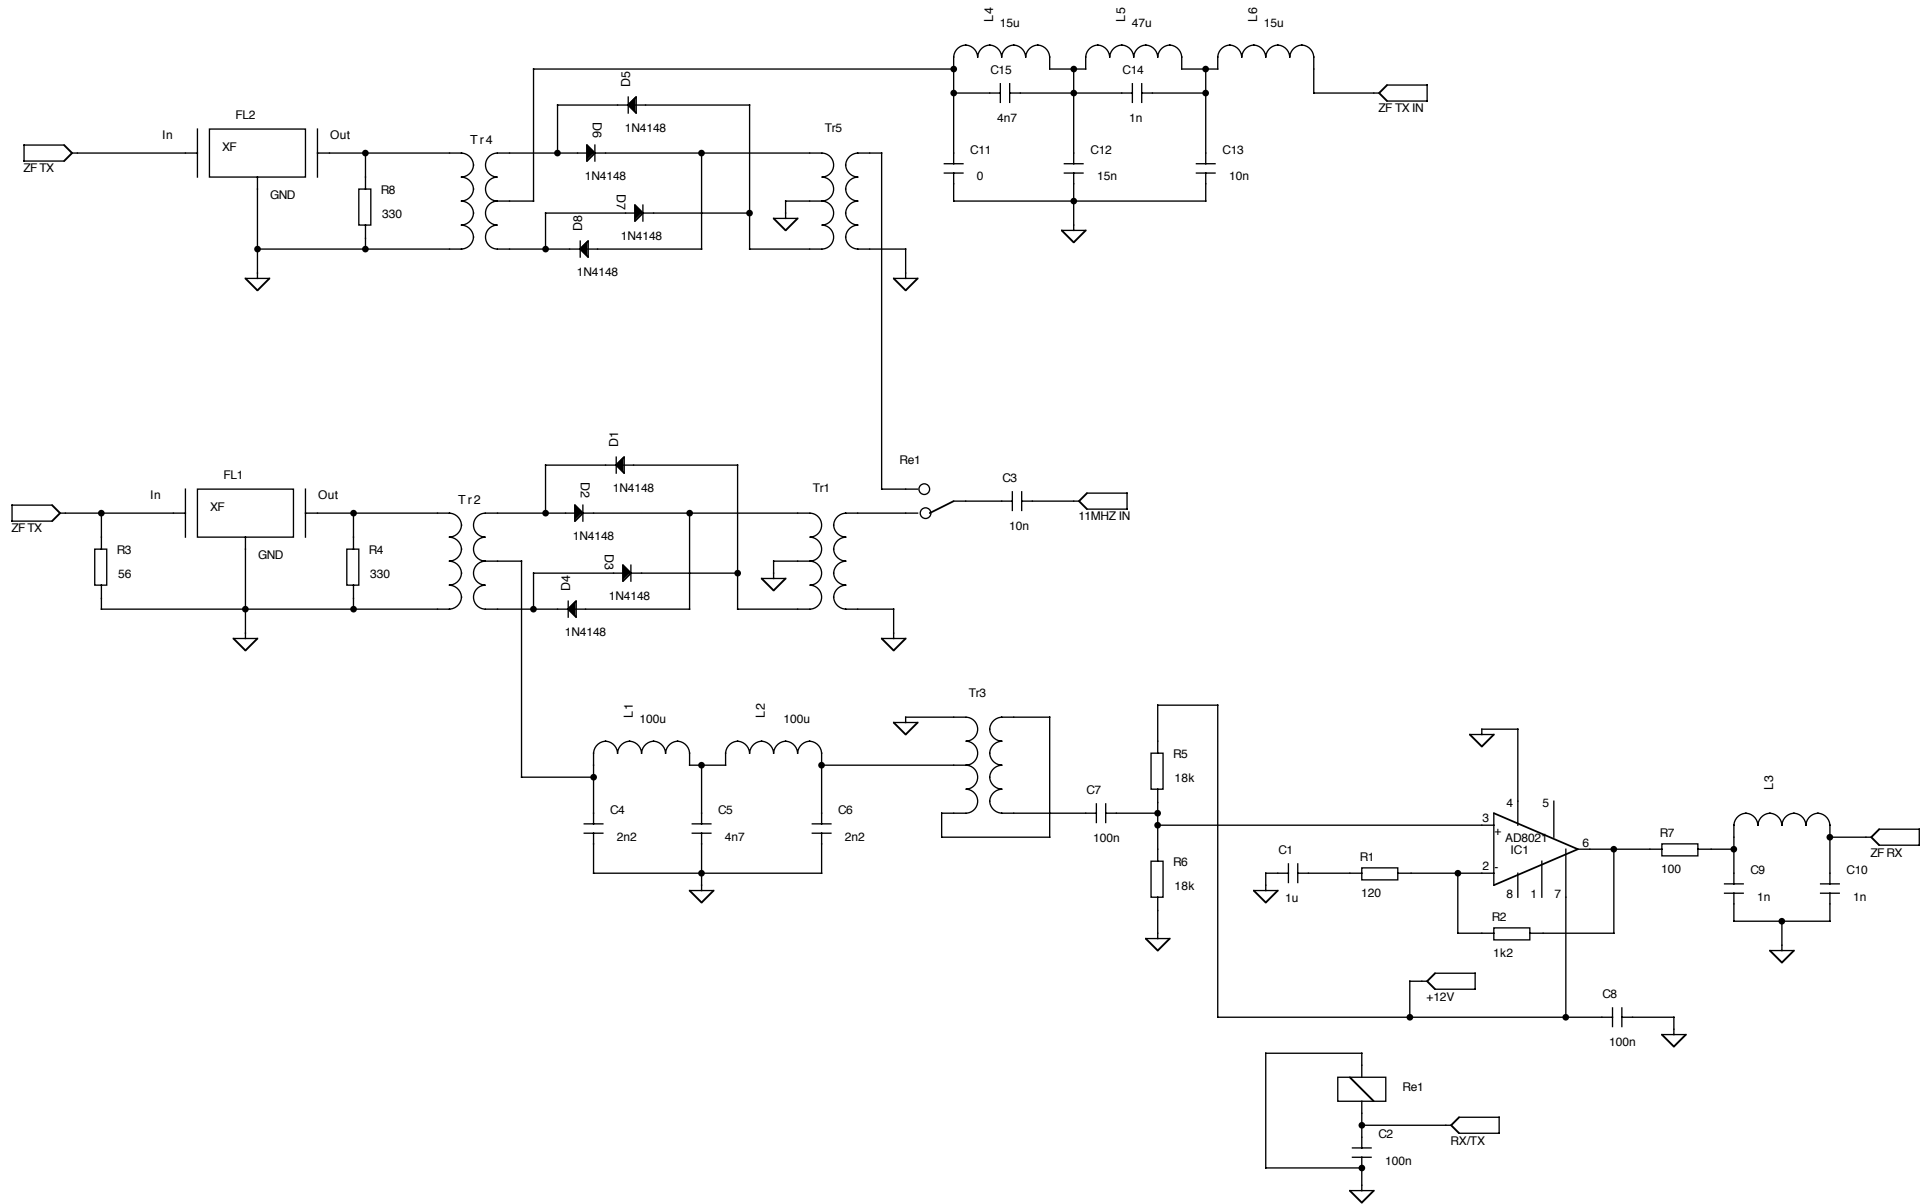 L4 15u
L5 47u
L6 15u
C15
4n7
C14
1n
ZF TX IN
D5
1N4148
FL2
In
XF
Out
GND
ZF TX
R8
330
Tr4
D6
1N4148
D7
1N4148
D8
1N4148
Tr5
C11
0
C12
15n
C13
10n
D1
1N4148
FL1
In
XF
Out
GND
ZF TX
R3
56
R4
330
Tr2
D2
1N4148
D3
1N4148
D4
1N4148
Tr1
Re1
C3
10n
11MHZ IN
L1 100u
L2 100u
Tr3
C4
2n2
C5
4n7
C6
2n2
C7
100n
R5
18k
R6
18k
C1
1u
R1
120
3
+
2
-
4
5
AD8021
IC1
6
8
1
7
R2
1k2
R7
100
L3
C9
1n
C10
1n
ZF RX
+12V
C8
100n
Re1
C2
100n
RX/TX